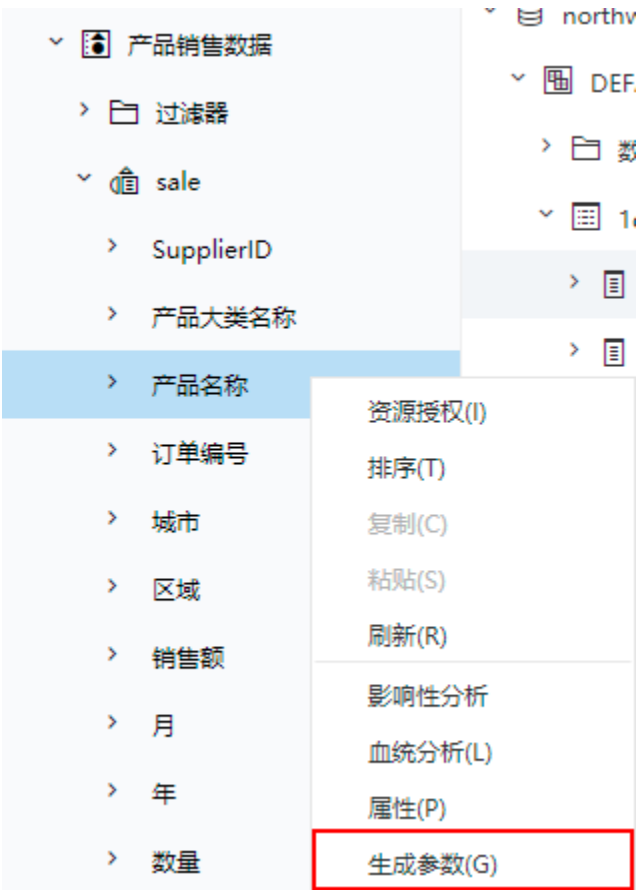 产品销售数据
过滤器
sale
SupplierID
产品大类名称
产品名称
订单编号
城市
区域
销售额
月
年
数量
资源授权(I)
排序(T)
复制(C)
粘贴(S)
刷新(R)
影响性分析
血统分析(L)
属性(P)
生成参数(G)
northw
DEF